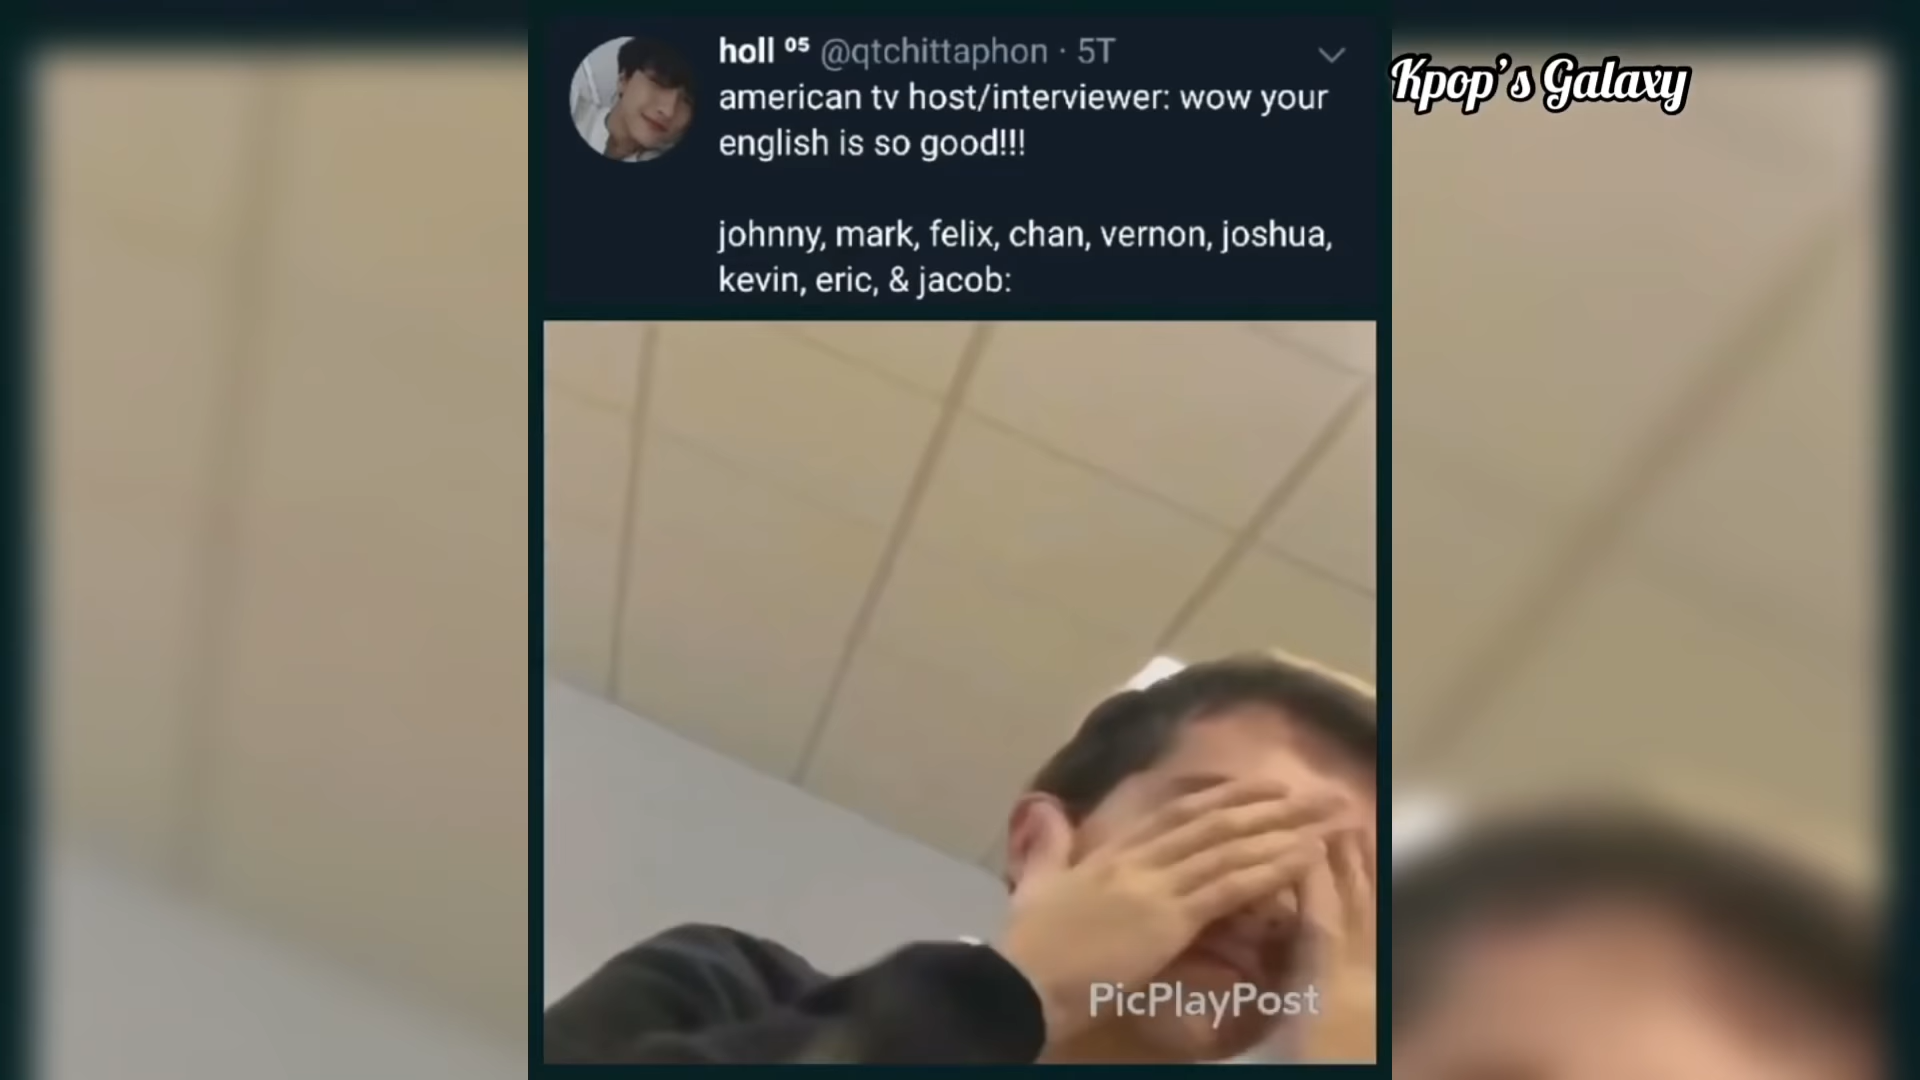 holl ⁰⁵ @qtchittaphon · 5T
american tv host/interviewer: wow your
english is so good!!!
johnny, mark, felix, chan, vernon, joshua,
kevin, eric, & jacob:
Kpop's Galaxy
PicPlayPost